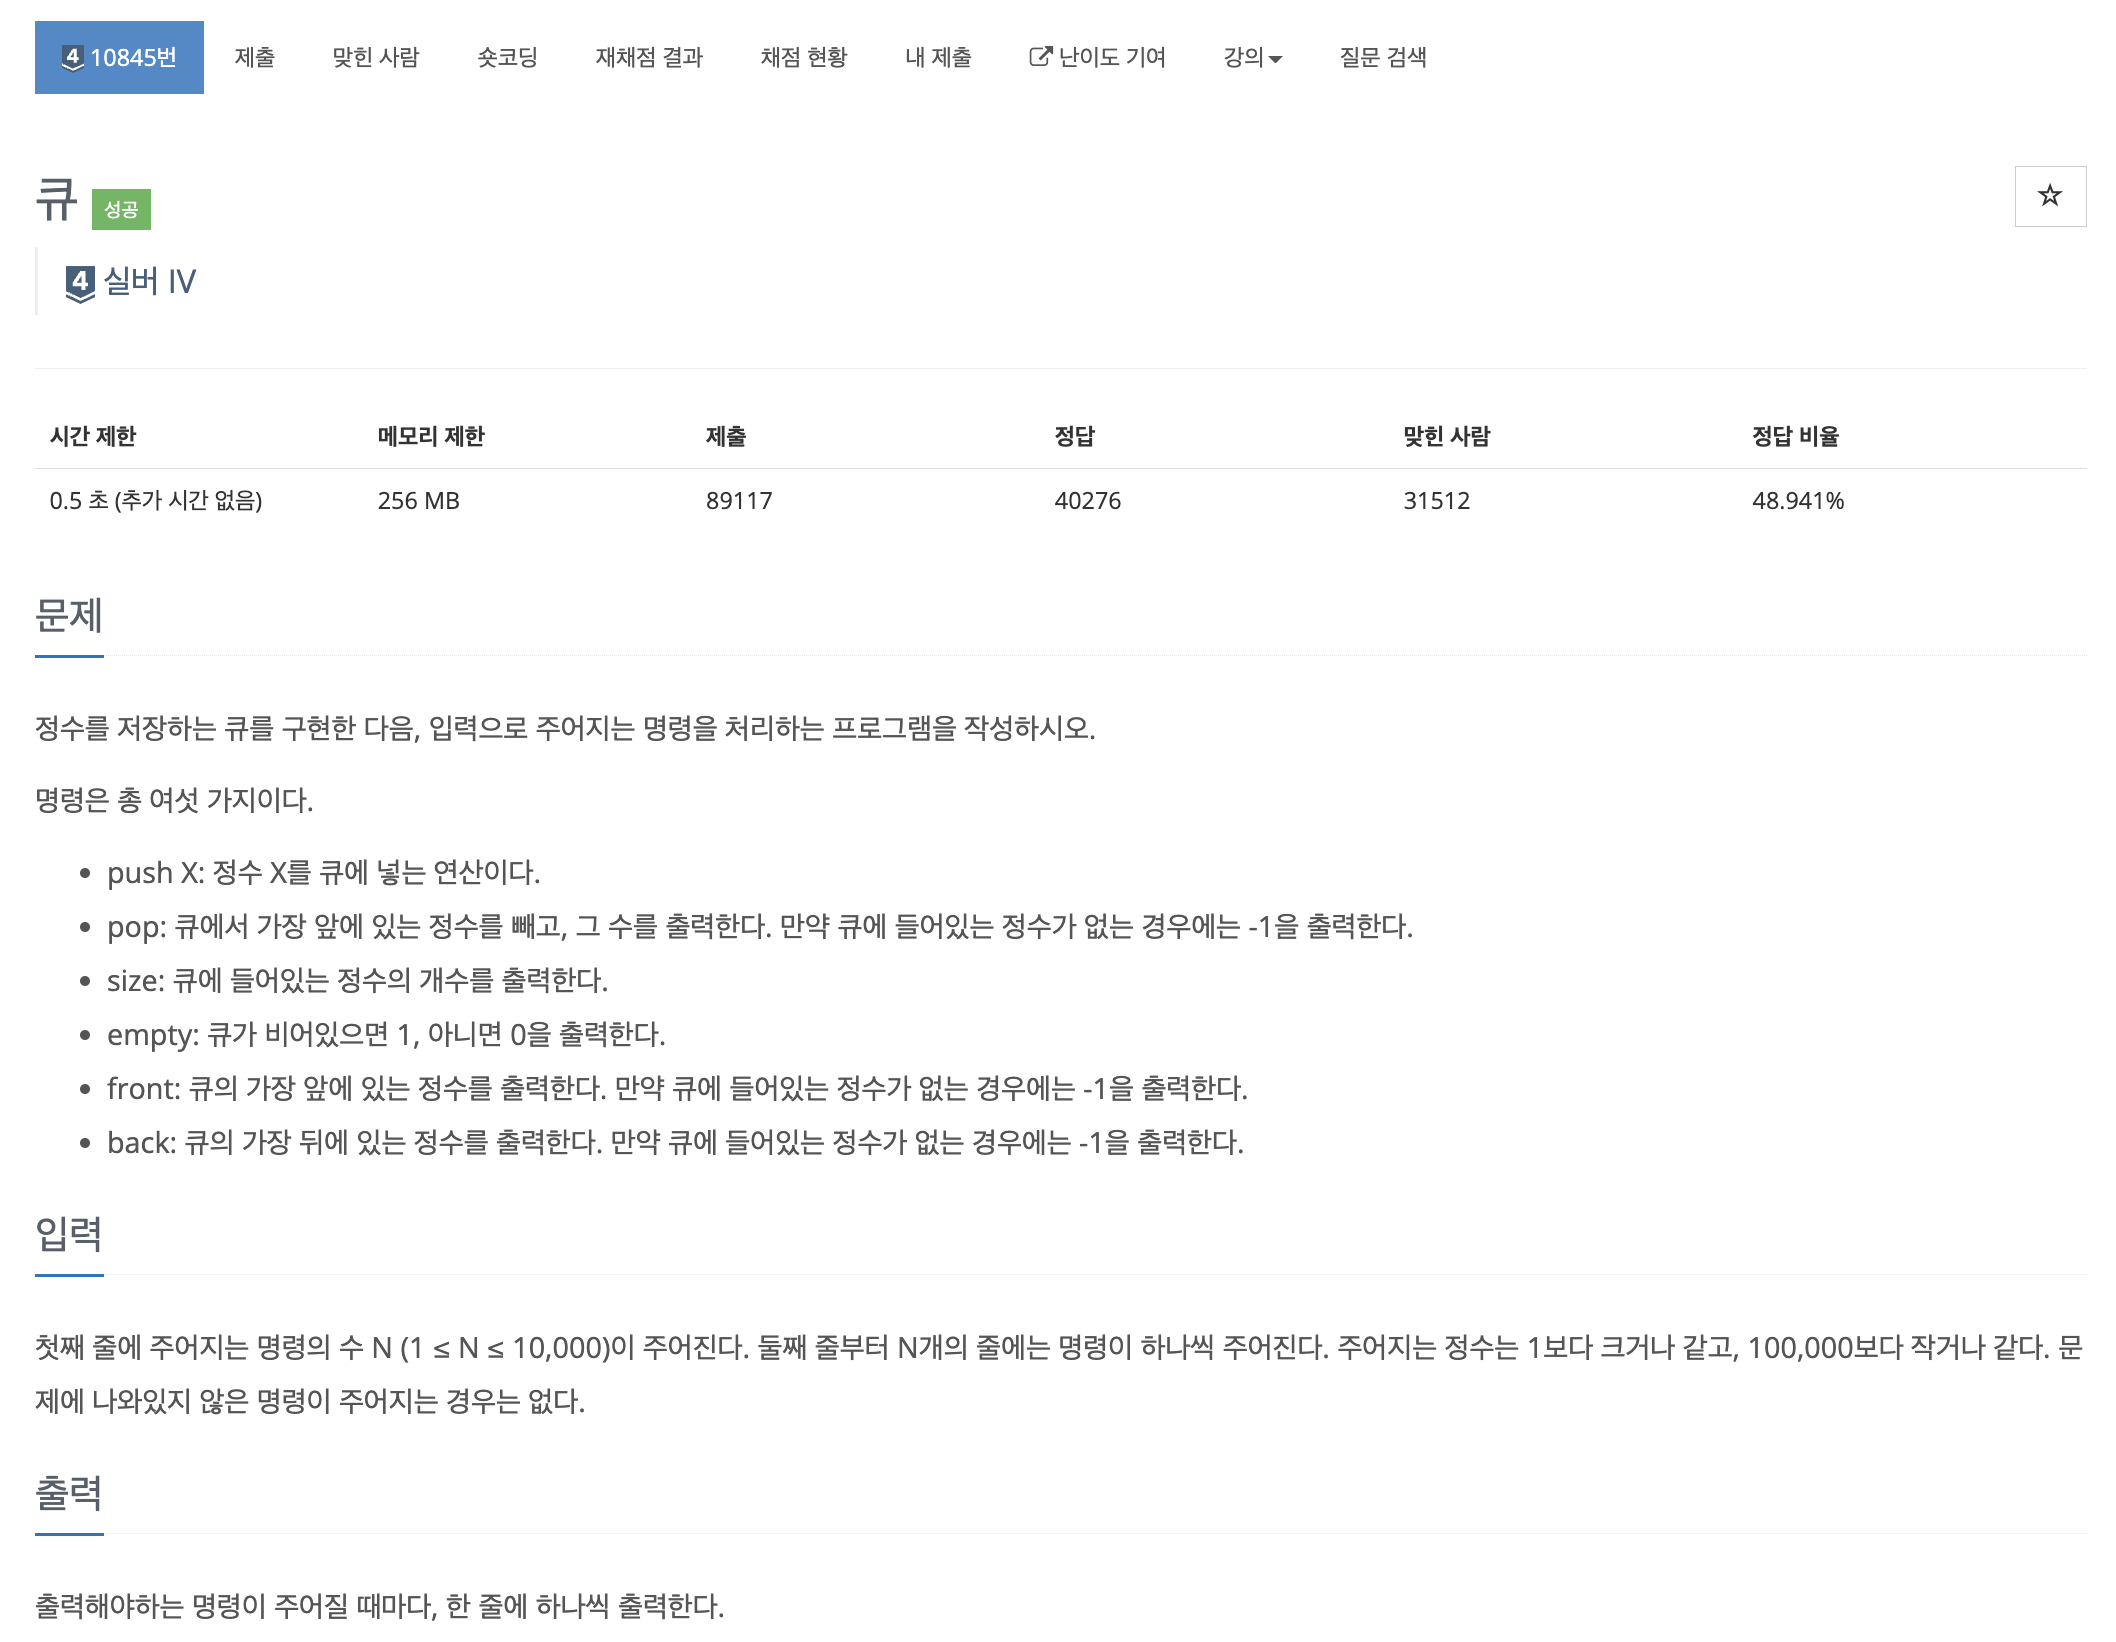 4 10845번 제출 맞힌 사람 숏코딩 재채점 결과 채점 현황 내 제출 난이도 기여 강의 질문 검색
큐 성공
4 실버 IV
시간 제한 메모리 제한 제출 정답 맞힌 사람 정답 비율
0.5 초 (추가 시간 없음) 256 MB 89117 40276 31512 48.941%
문제
정수를 저장하는 큐를 구현한 다음, 입력으로 주어지는 명령을 처리하는 프로그램을 작성하시오.
명령은 총 여섯 가지이다.
• push X: 정수 X를 큐에 넣는 연산이다.
• pop: 큐에서 가장 앞에 있는 정수를 빼고, 그 수를 출력한다. 만약 큐에 들어있는 정수가 없는 경우에는 -1을 출력한다.
• size: 큐에 들어있는 정수의 개수를 출력한다.
• empty: 큐가 비어있으면 1, 아니면 0을 출력한다.
• front: 큐의 가장 앞에 있는 정수를 출력한다. 만약 큐에 들어있는 정수가 없는 경우에는 -1을 출력한다.
• back: 큐의 가장 뒤에 있는 정수를 출력한다. 만약 큐에 들어있는 정수가 없는 경우에는 -1을 출력한다.
입력
첫째 줄에 주어지는 명령의 수 N (1 ≤ N ≤ 10,000)이 주어진다. 둘째 줄부터 N개의 줄에는 명령이 하나씩 주어진다. 주어지는 정수는 1보다 크거나 같고, 100,000보다 작거나 같다. 문
제에 나와있지 않은 명령이 주어지는 경우는 없다.
출력
출력해야하는 명령이 주어질 때마다, 한 줄에 하나씩 출력한다.